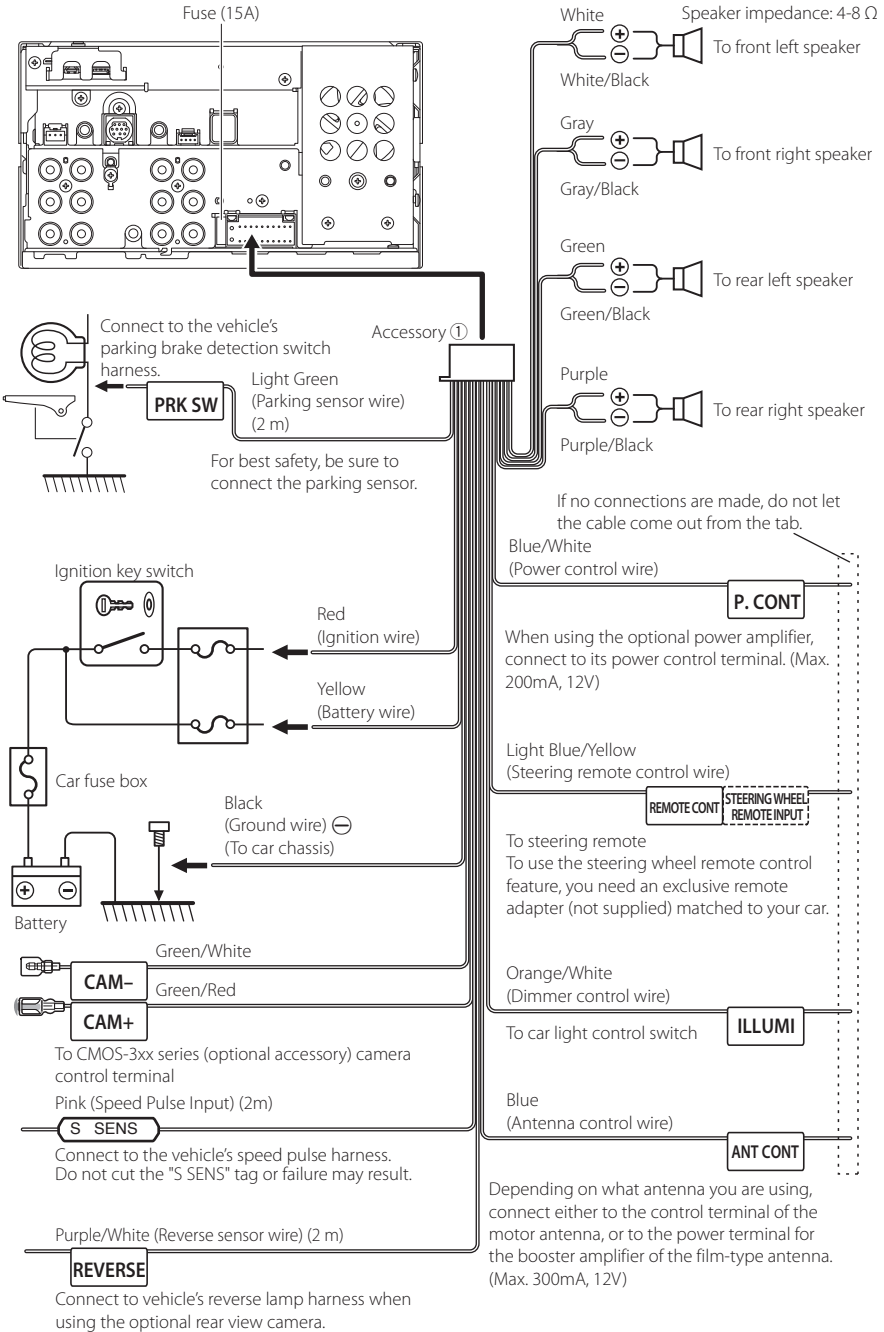 Fuse (15A)
White
Speaker impedance: 4-8 Ω
To front left speaker
White/Black
Gray
To front right speaker
Gray/Black
Green
To rear left speaker
Green/Black
Purple
To rear right speaker
Purple/Black
Accessory ①
Connect to the vehicle's
parking brake detection switch
harness.
PRK SW
Light Green
(Parking sensor wire)
(2 m)
For best safety, be sure to
connect the parking sensor.
If no connections are made, do not let
the cable come out from the tab.
Blue/White
(Power control wire)
P. CONT
When using the optional power amplifier,
connect to its power control terminal. (Max.
200mA, 12V)
Ignition key switch
Red
(Ignition wire)
Yellow
(Battery wire)
Car fuse box
Black
(Ground wire) ⊖
(To car chassis)
Battery
Light Blue/Yellow
(Steering remote control wire)
REMOTE CONT
STEERING WHEEL
REMOTE INPUT
To steering remote
To use the steering wheel remote control
feature, you need an exclusive remote
adapter (not supplied) matched to your car.
Green/White
CAM–
Green/Red
CAM+
To CMOS-3xx series (optional accessory) camera
control terminal
Orange/White
(Dimmer control wire)
ILLUMI
To car light control switch
Pink (Speed Pulse Input) (2m)
S SENS
Connect to the vehicle's speed pulse harness.
Do not cut the "S SENS" tag or failure may result.
Blue
(Antenna control wire)
ANT CONT
Depending on what antenna you are using,
connect either to the control terminal of the
motor antenna, or to the power terminal for
the booster amplifier of the film-type antenna.
(Max. 300mA, 12V)
Purple/White (Reverse sensor wire) (2 m)
REVERSE
Connect to vehicle's reverse lamp harness when
using the optional rear view camera.